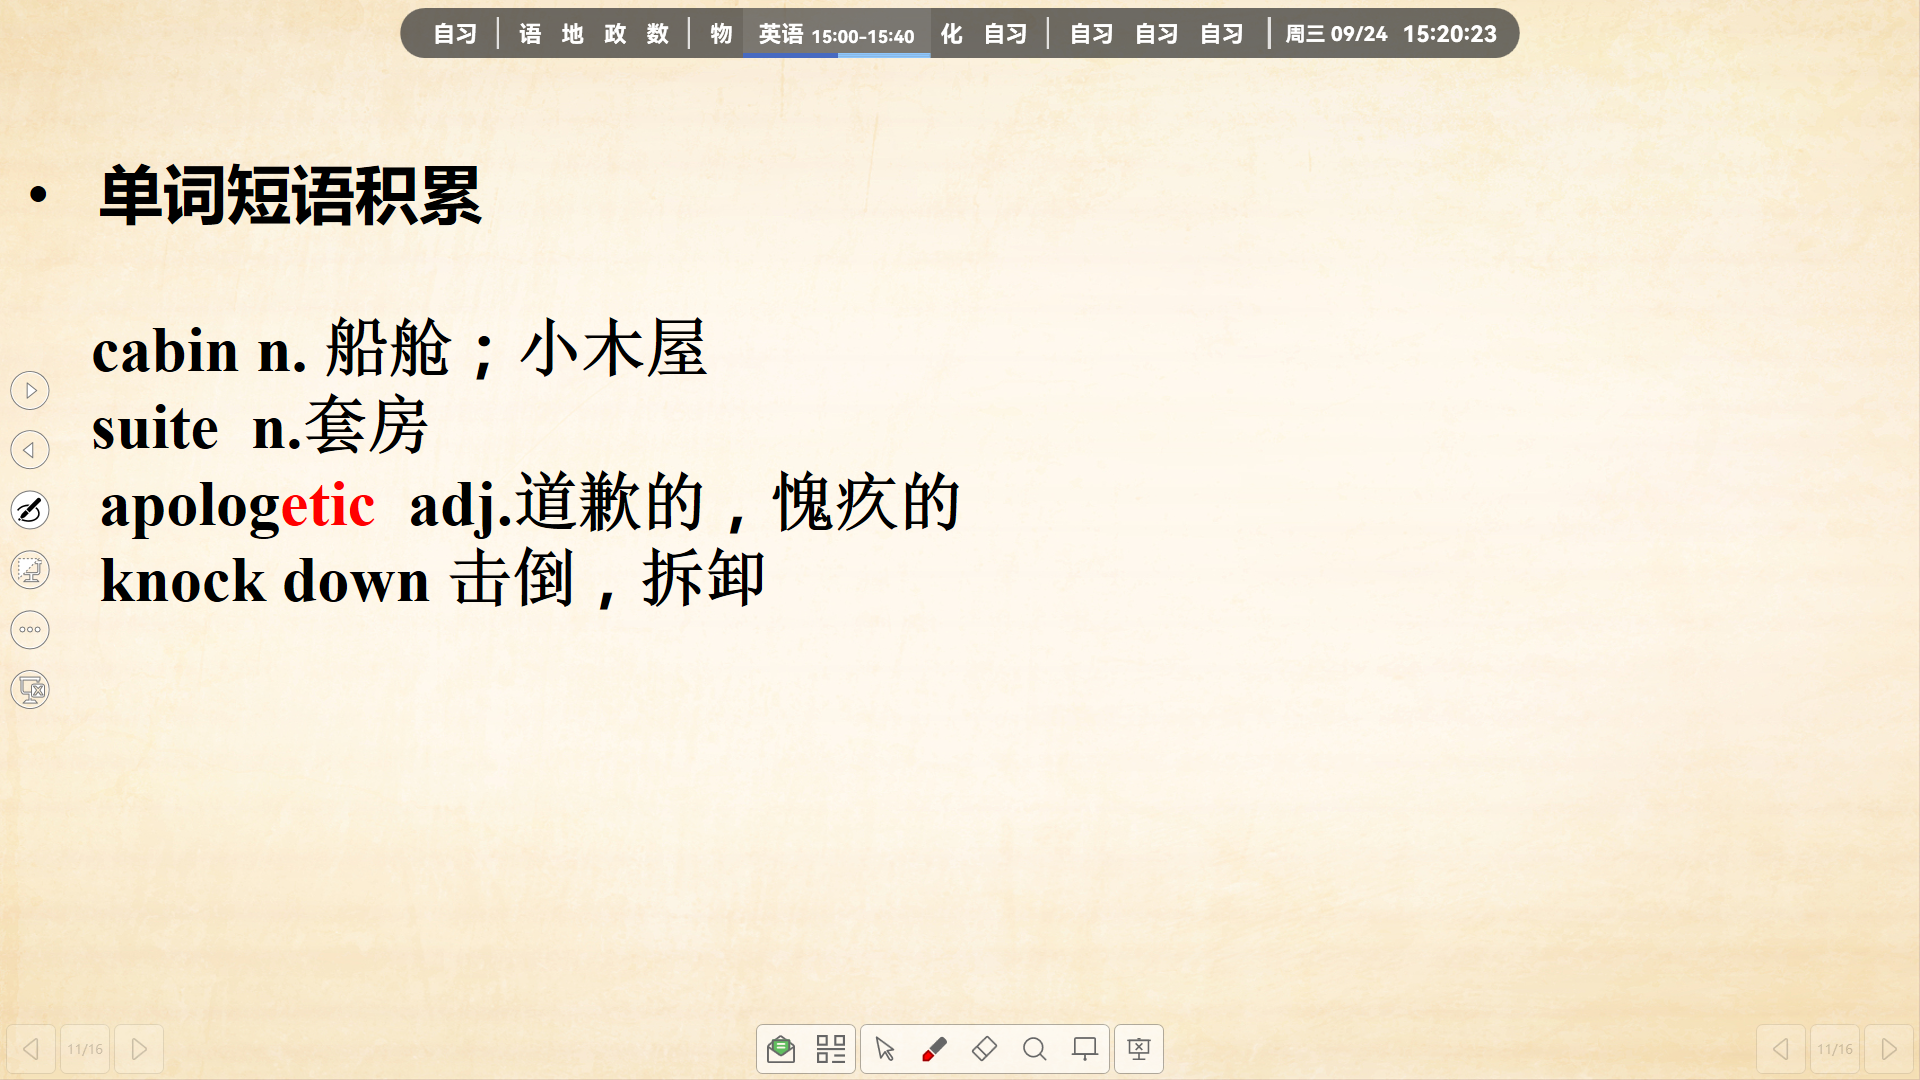 自习 | 语 地 政 数 | 物 英语 15:00-15:40 化 自习 | 自习 自习 自习 | 周三 09/24 15:20:23
• 单词短语积累
cabin n. 船舱；小木屋
suite n.套房
apologetic adj.道歉的，愧疚的
knock down 击倒，拆卸
11/16
11/16